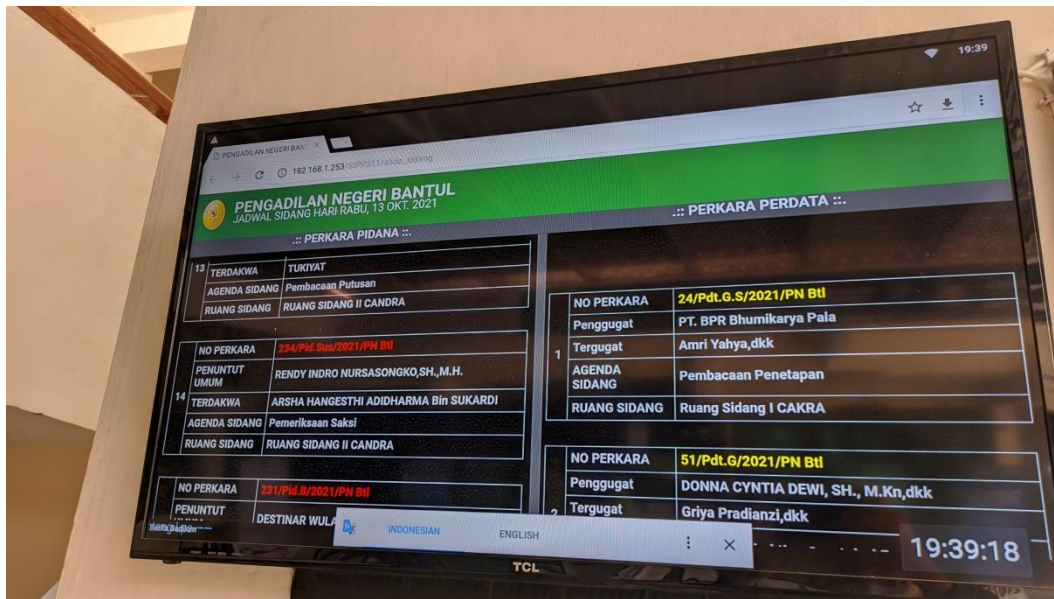 19:39
PENGADILAN NEGERI BAN
192.168.1.253/SIPP311/slide_sidang
PENGADILAN NEGERI BANTUL
JADWAL SIDANG HARI RABU, 13 OKT. 2021
.:: PERKARA PIDANA ::.
13
TERDAKWA TUKIYAT
AGENDA SIDANG Pembacaan Putusan
RUANG SIDANG RUANG SIDANG II CANDRA
14
NO PERKARA 234/Pid.Sus/2021/PN Btl
PENUNTUT UMUM RENDY INDRO NURSASONGKO,SH.,M.H.
TERDAKWA ARSHA HANGESTHI ADIDHARMA Bin SUKARDI
AGENDA SIDANG Pemeriksaan Saksi
RUANG SIDANG RUANG SIDANG II CANDRA
NO PERKARA 231/Pid.B/2021/PN Btl
PENUNTUT
DESTINAR WULA
.:: PERKARA PERDATA ::.
1
NO PERKARA 24/Pdt.G.S/2021/PN Btl
Penggugat PT. BPR Bhumikarya Pala
Tergugat Amri Yahya,dkk
AGENDA SIDANG Pembacaan Penetapan
RUANG SIDANG Ruang Sidang I CAKRA
2
NO PERKARA 51/Pdt.G/2021/PN Btl
Penggugat DONNA CYNTIA DEWI, SH., M.Kn,dkk
Tergugat Griya Pradianzi,dkk
INDONESIAN ENGLISH
19:39:18
TCL